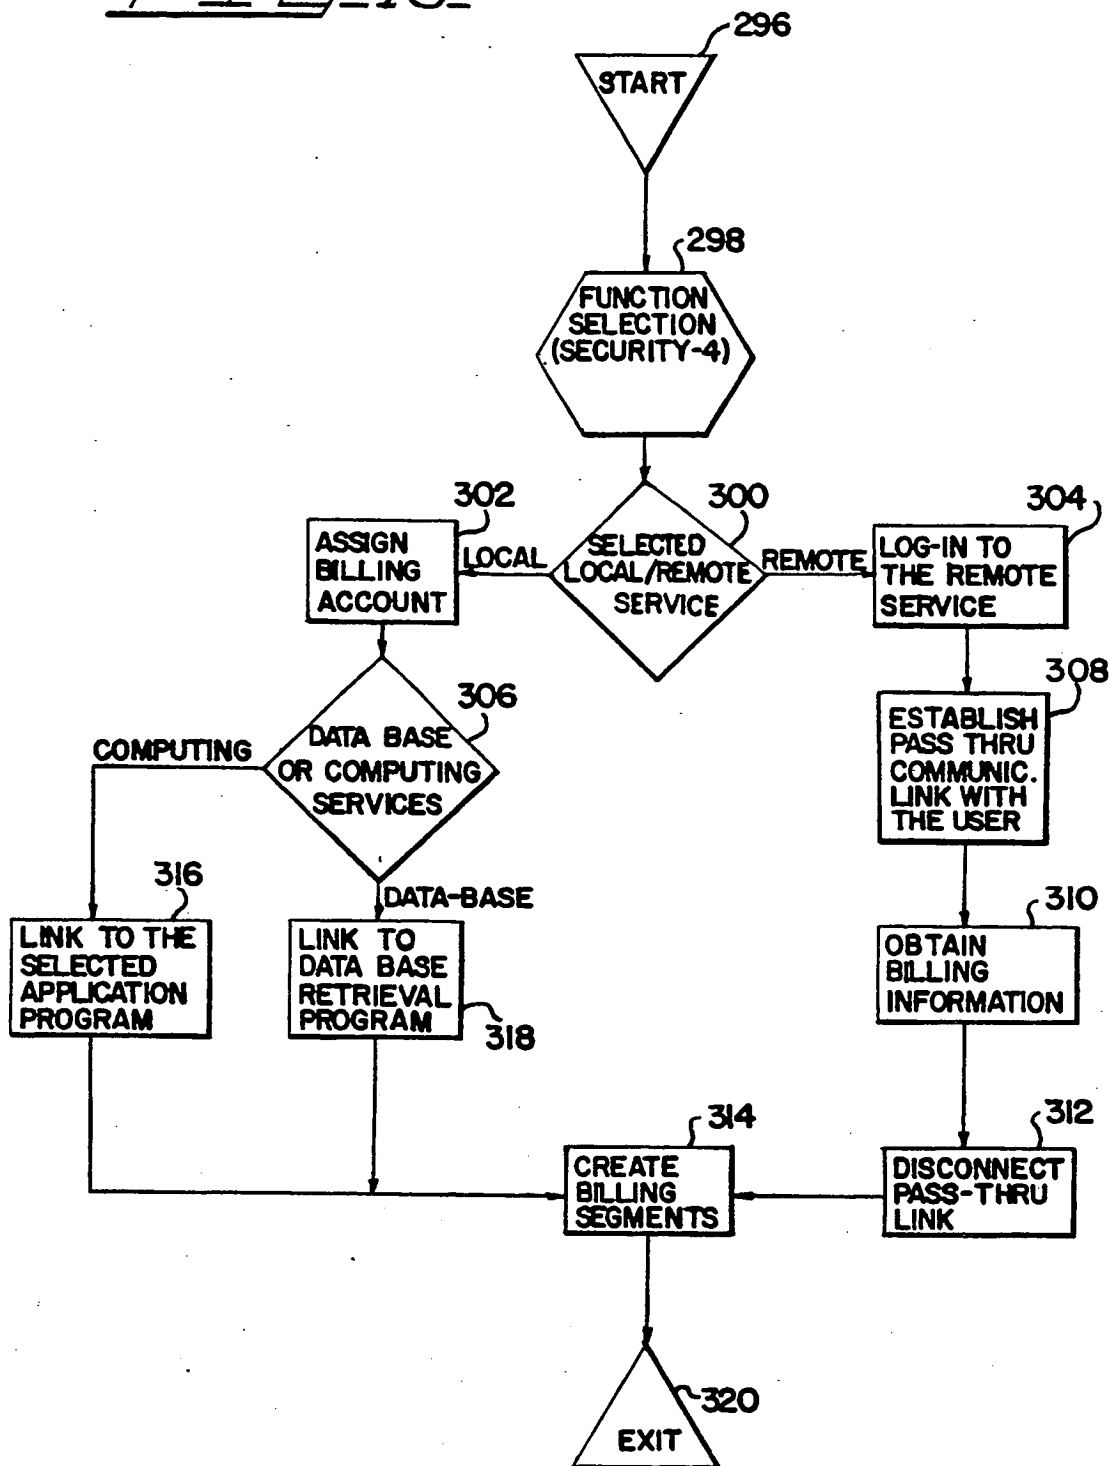 296
START
298
FUNCTION
SELECTION
(SECURITY-4)
300
SELECTED
LOCAL/REMOTE
SERVICE
LOCAL
REMOTE
302
ASSIGN
BILLING
ACCOUNT
304
LOG-IN TO
THE REMOTE
SERVICE
306
DATA BASE
OR COMPUTING
SERVICES
COMPUTING
DATA-BASE
308
ESTABLISH
PASS THRU
COMMUNIC.
LINK WITH
THE USER
316
LINK TO THE
SELECTED
APPLICATION
PROGRAM
LINK TO
DATA BASE
RETRIEVAL
PROGRAM
318
310
OBTAIN
BILLING
INFORMATION
314
CREATE
BILLING
SEGMENTS
312
DISCONNECT
PASS-THRU
LINK
320
EXIT